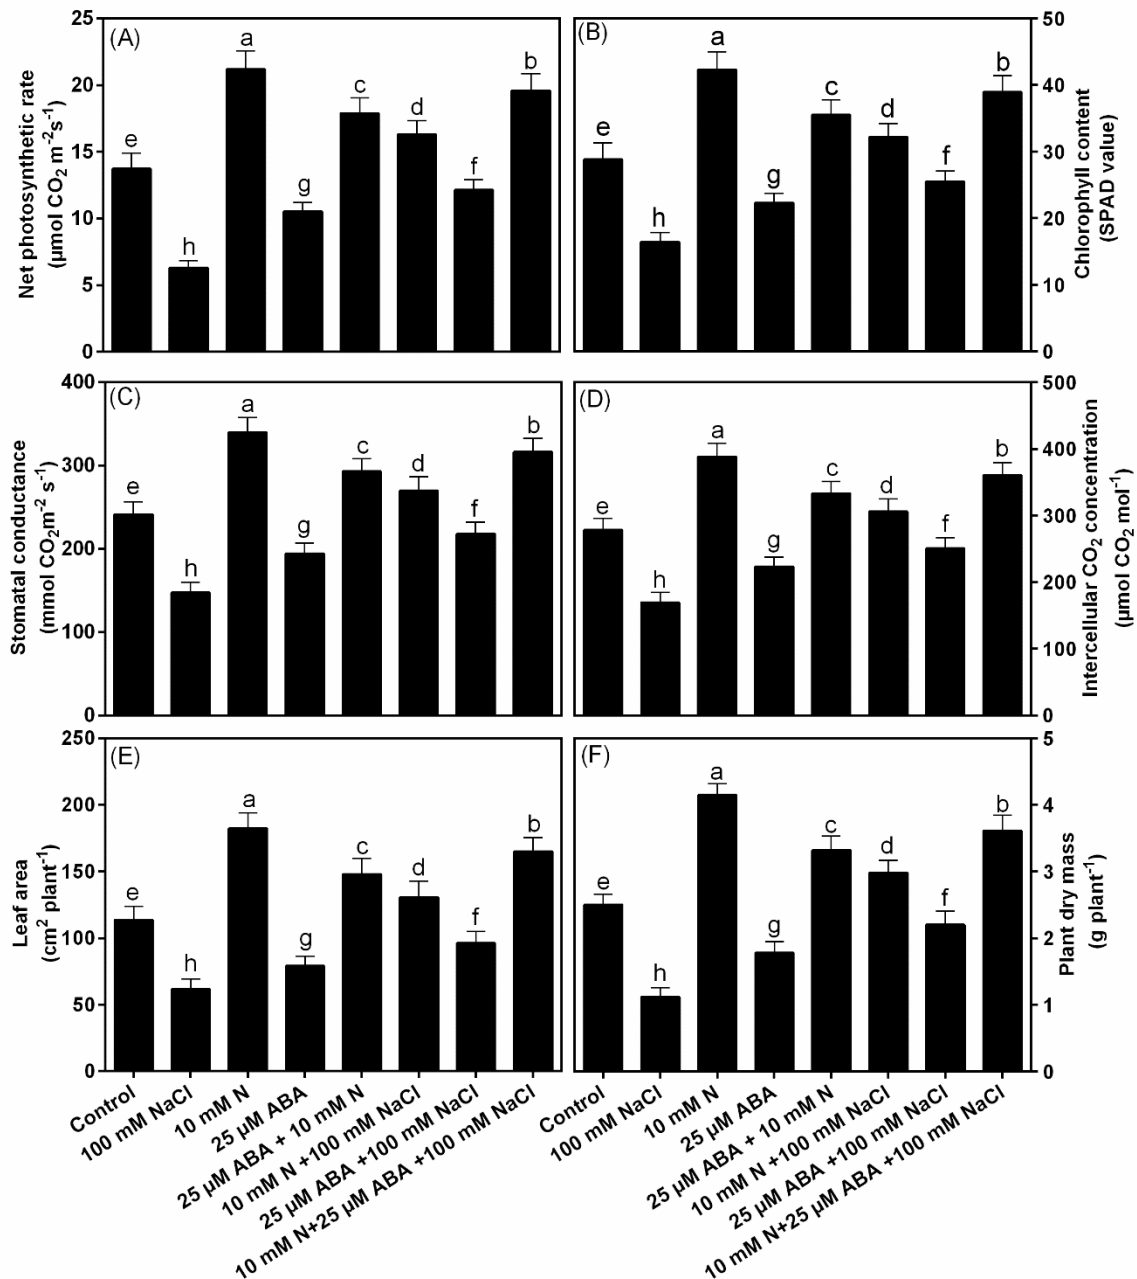 (A)
Net photosynthetic rate
(µmol CO2 m-2s-1)
25
20
15
10
5
0
e
h
a
g
c
d
f
b
(B)
50
40
30
20
10
0
Chlorophyll content
(SPAD value)
e
h
a
g
c
d
f
b
(C)
Stomatal conductance
(mmol CO2m-2 s-1)
400
300
200
100
0
e
h
a
g
c
d
f
b
(D)
500
400
300
200
100
0
Intercellular CO2 concentration
(µmol CO2 mol-1)
e
h
a
g
c
d
f
b
(E)
Leaf area
(cm2 plant-1)
250
200
150
100
50
0
e
h
a
g
c
d
f
b
(F)
5
4
3
2
1
0
Plant dry mass
(g plant-1)
e
h
a
g
c
d
f
b
Control
100 mM NaCl
10 mM N
25 µM ABA
25 µM ABA + 10 mM N
10 mM N +100 mM NaCl
25 µM ABA +100 mM NaCl
10 mM N+25 µM ABA +100 mM NaCl
Control
100 mM NaCl
10 mM N
25 µM ABA
25 µM ABA + 10 mM N
10 mM N +100 mM NaCl
25 µM ABA +100 mM NaCl
10 mM N+25 µM ABA +100 mM NaCl